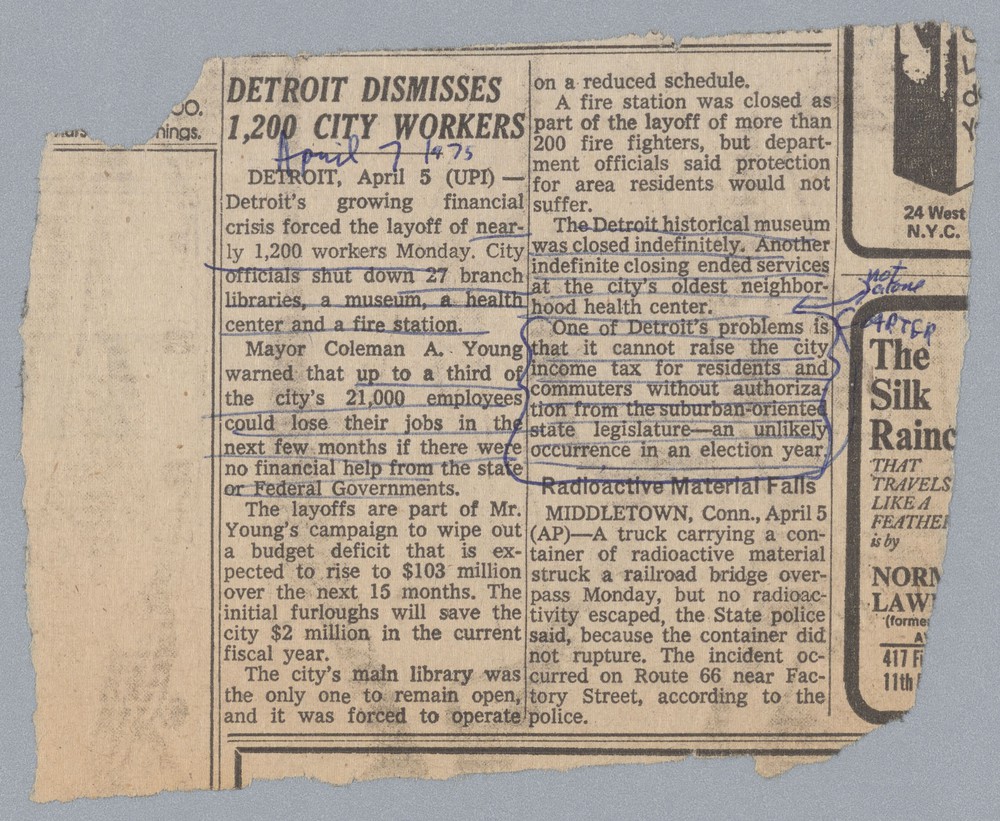 OO.
nings.
DETROIT DISMISSES
1,200 CITY WORKERS
April 7 1975
DETROIT, April 5 (UPI) —
Detroit's growing financial
crisis forced the layoff of near-
ly 1,200 workers Monday. City
officials shut down 27 branch
libraries, a museum, a health
center and a fire station.
Mayor Coleman A. Young
warned that up to a third of
the city's 21,000 employees
could lose their jobs in the
next few months if there were
no financial help from the state
or Federal Governments.
The layoffs are part of Mr.
Young's campaign to wipe out
a budget deficit that is ex-
pected to rise to $103 million
over the next 15 months. The
initial furloughs will save the
city $2 million in the current
fiscal year.
The city's main library was
the only one to remain open,
and it was forced to operate
on a reduced schedule.
A fire station was closed as
part of the layoff of more than
200 fire fighters, but depart-
ment officials said protection
for area residents would not
suffer.
The Detroit historical museum
was closed indefinitely. Another
indefinite closing ended services
at the city's oldest neighbor-
hood health center.
One of Detroit's problems is
that it cannot raise the city
income tax for residents and
commuters without authoriza-
tion from the suburban-oriented
state legislature—an unlikely
occurrence in an election year.
Radioactive Material Falls
MIDDLETOWN, Conn., April 5
(AP)—A truck carrying a con-
tainer of radioactive material
struck a railroad bridge over-
pass Monday, but no radioac-
tivity escaped, the State police
said, because the container did
not rupture. The incident oc-
curred on Route 66 near Fac-
tory Street, according to the
police.
24 West
N.Y.C.
not
alone
AFTER
The
Silk
Rainc
THAT
TRAVELS
LIKE A
FEATHER
is by
NORM
LAW
(forme
417 Fi
11th